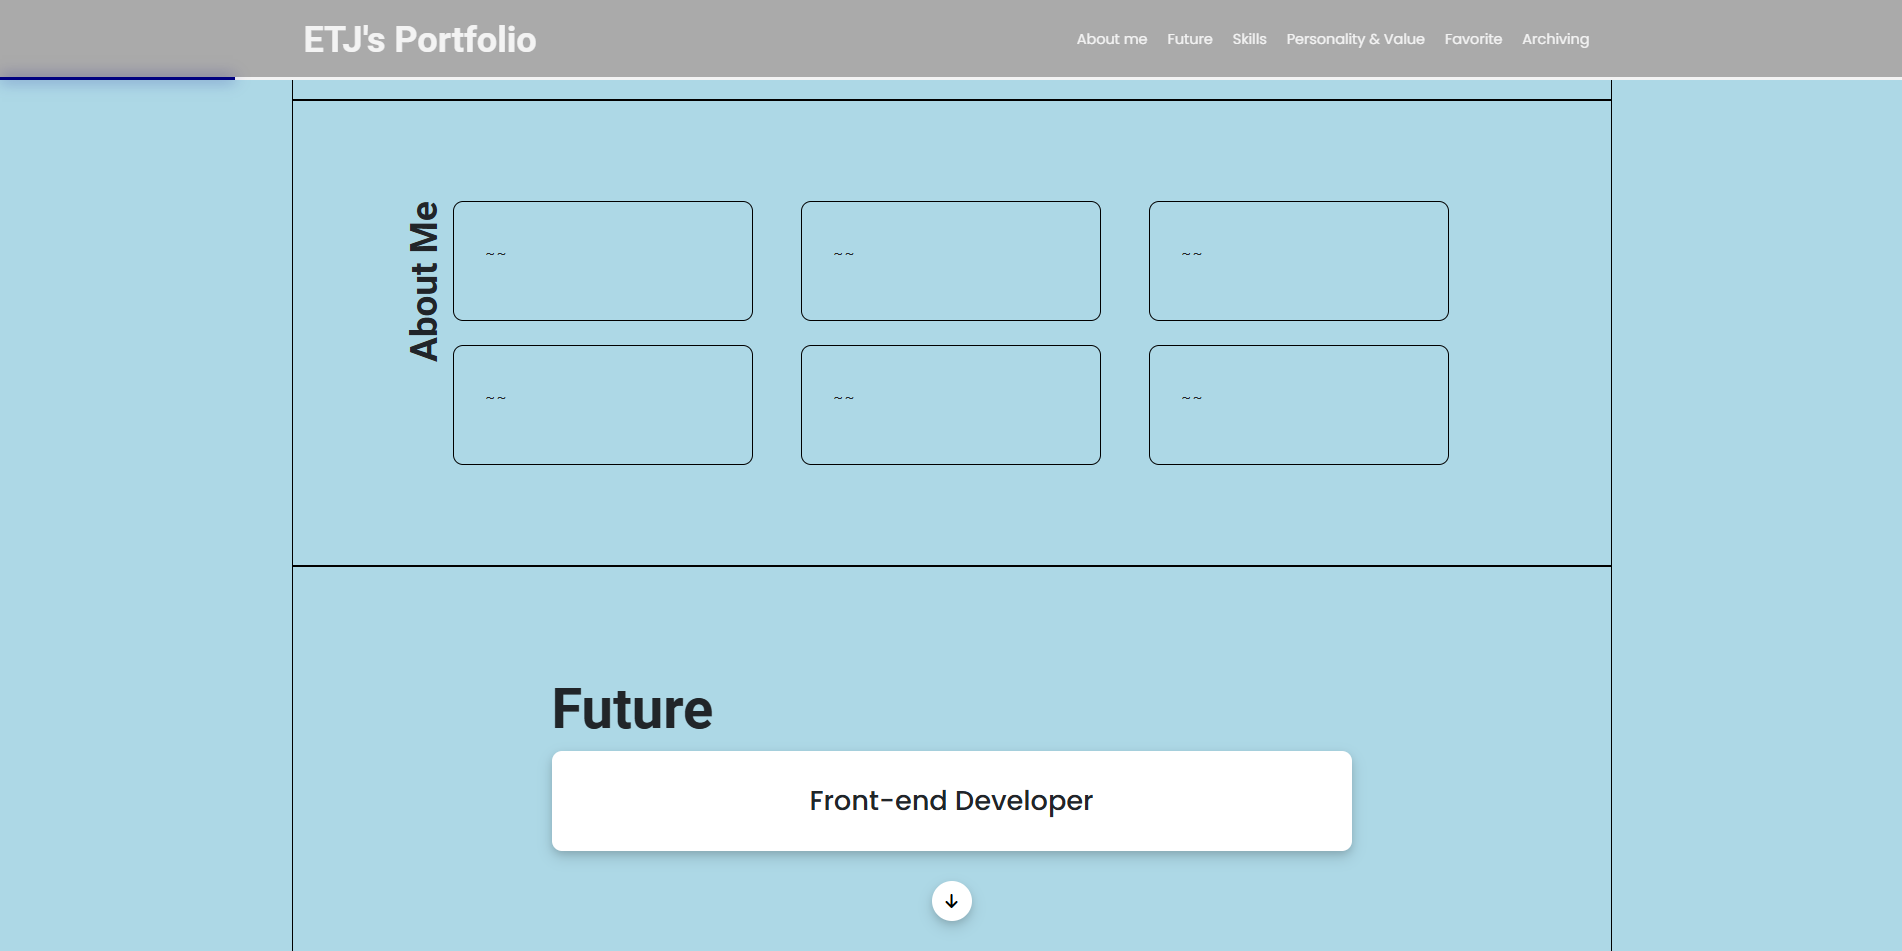 ETJ's Portfolio
About me Future Skills Personality & Value Favorite Archiving
About Me
~~ ~~ ~~
~~ ~~ ~~
Future
Front-end Developer